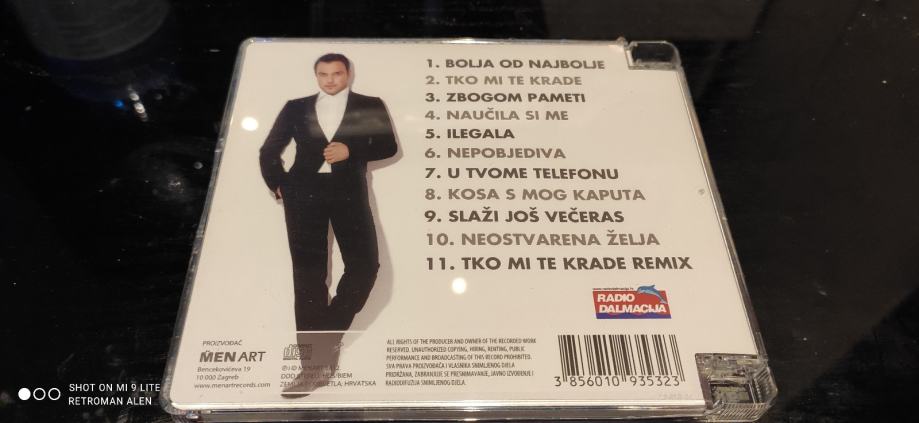 1. BOLJA OD NAJBOLJE
2. TKO MI TE KRADE
3. ZBOGOM PAMETI
4. NAUČILA SI ME
5. ILEGALA
6. NEPOBJEDIVA
7. U TVOME TELEFONU
8. KOSA S MOG KAPUTA
9. SLAŽI JOŠ VEČERAS
10. NEOSTVARENA ŽELJA
11. TKO MI TE KRADE REMIX
www.radiodalmacija.hr
RADIO
DALMACIJA
PROIZVOĐAČ
MENART
Bencekovićeva 19
10 000 Zagreb
www.menartrecords.com
ZEMLJA HRVATSKA
ALL RIGHTS OF THE PRODUCER AND OWNER OF THE RECORDED WORK
RESERVED. UNAUTHORIZED COPYING, HIRING, RENTING, PUBLIC
PERFORMANCE AND BROADCASTING OF THIS RECORD PROHIBITED.
SVA PRAVA PROIZVOĐAČA I VLASNIKA SNIMLJENOG DJELA
PRIDRŽANA, ZABRANJUJE SE PRESNIMAVANJE, JAVNO IZVOĐENJE I
RADIODIFUZIJA SNIMLJENOG DJELA.
3 856010 935323
SHOT ON MI 9 LITE
RETROMAN ALEN